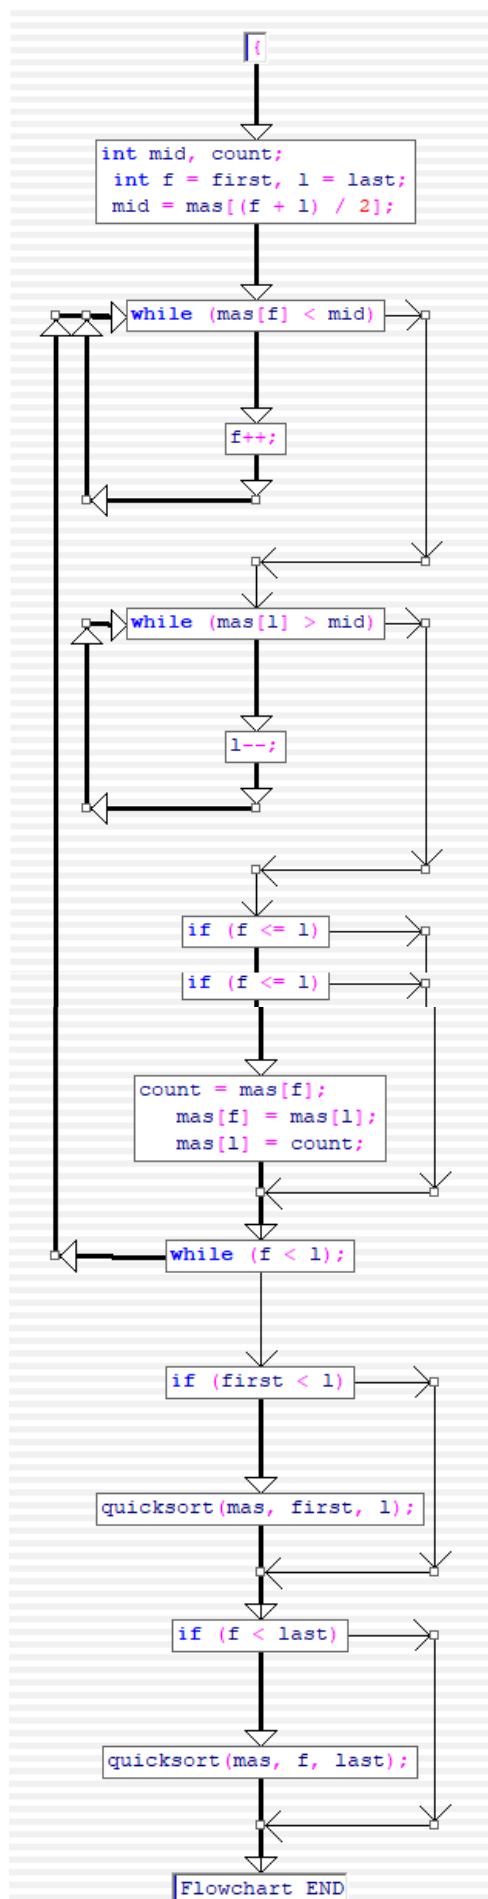 {
int mid, count;
int f = first, l = last;
mid = mas[(f + l) / 2];
while (mas[f] < mid)
f++;
while (mas[l] > mid)
l--;
if (f <= l)
if (f <= l)
count = mas[f];
mas[f] = mas[l];
mas[l] = count;
while (f < l);
if (first < l)
quicksort(mas, first, l);
if (f < last)
quicksort(mas, f, last);
Flowchart END